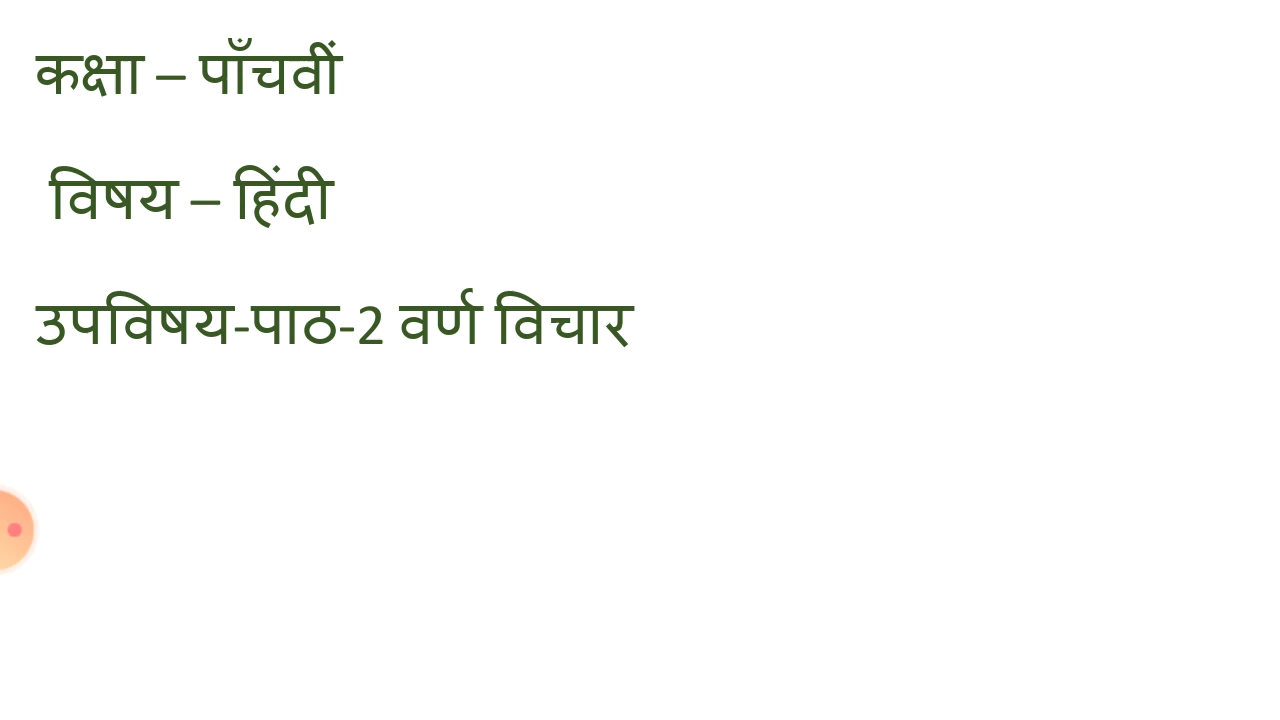 कक्षा – पाँचवीं
विषय – हिंदी
उपविषय-पाठ-2 वर्ण विचार